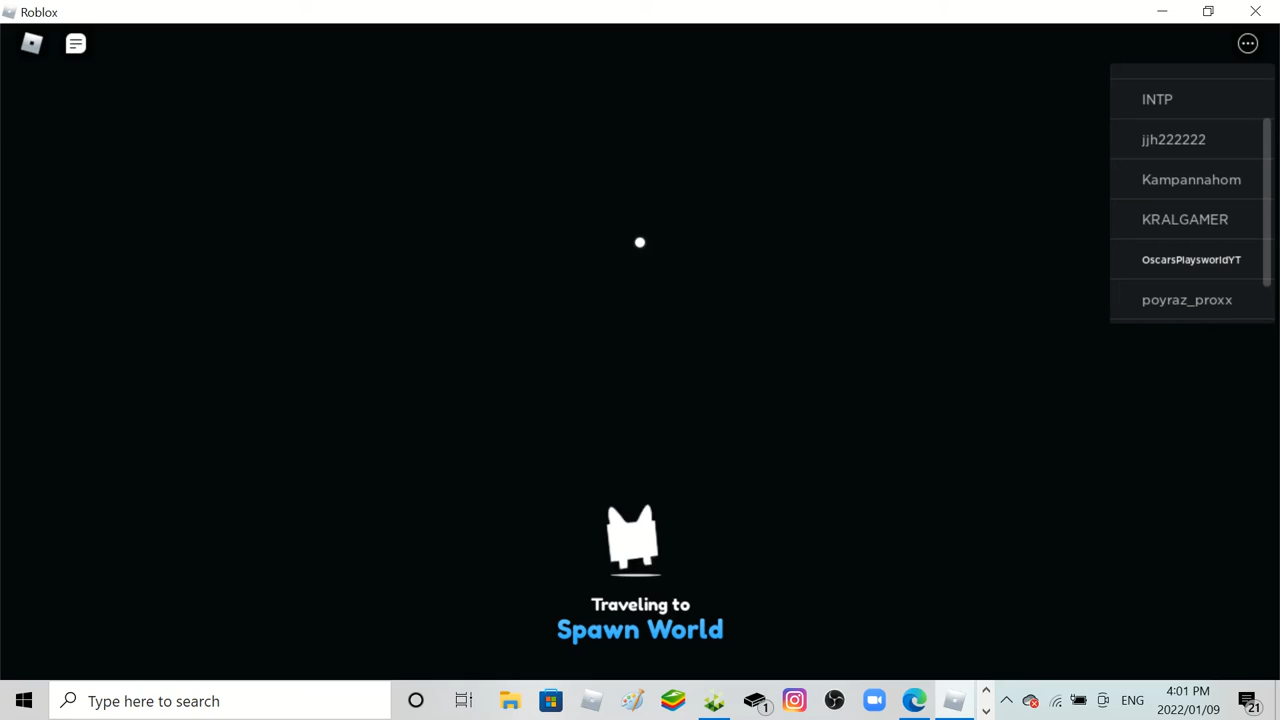 Roblox
INTP
jjh222222
Kampannahom
KRALGAMER
OscarsPlaysworldYT
poyraz_proxx
Traveling to
Spawn World
Type here to search
1
ENG
4:01 PM
2022/01/09
21